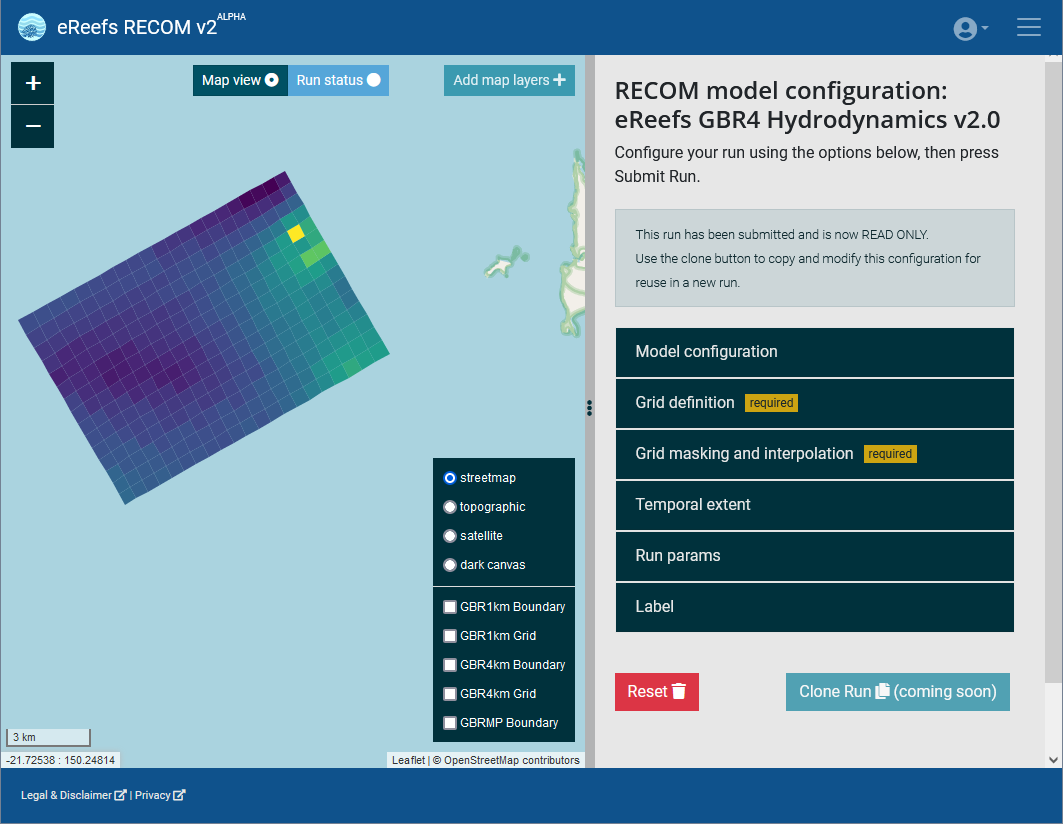 eReefs RECOM v2ALPHA
+
−
Map view
Run status
Add map layers
RECOM model configuration:
eReefs GBR4 Hydrodynamics v2.0
Configure your run using the options below, then press
Submit Run.
This run has been submitted and is now READ ONLY.
Use the clone button to copy and modify this configuration for
reuse in a new run.
Model configuration
Grid definition required
Grid masking and interpolation required
Temporal extent
Run params
Label
Reset
Clone Run (coming soon)
streetmap
topographic
satellite
dark canvas
GBR1km Boundary
GBR1km Grid
GBR4km Boundary
GBR4km Grid
GBRMP Boundary
3 km
-21.72538 : 150.24814
Leaflet | © OpenStreetMap contributors
Legal & Disclaimer | Privacy